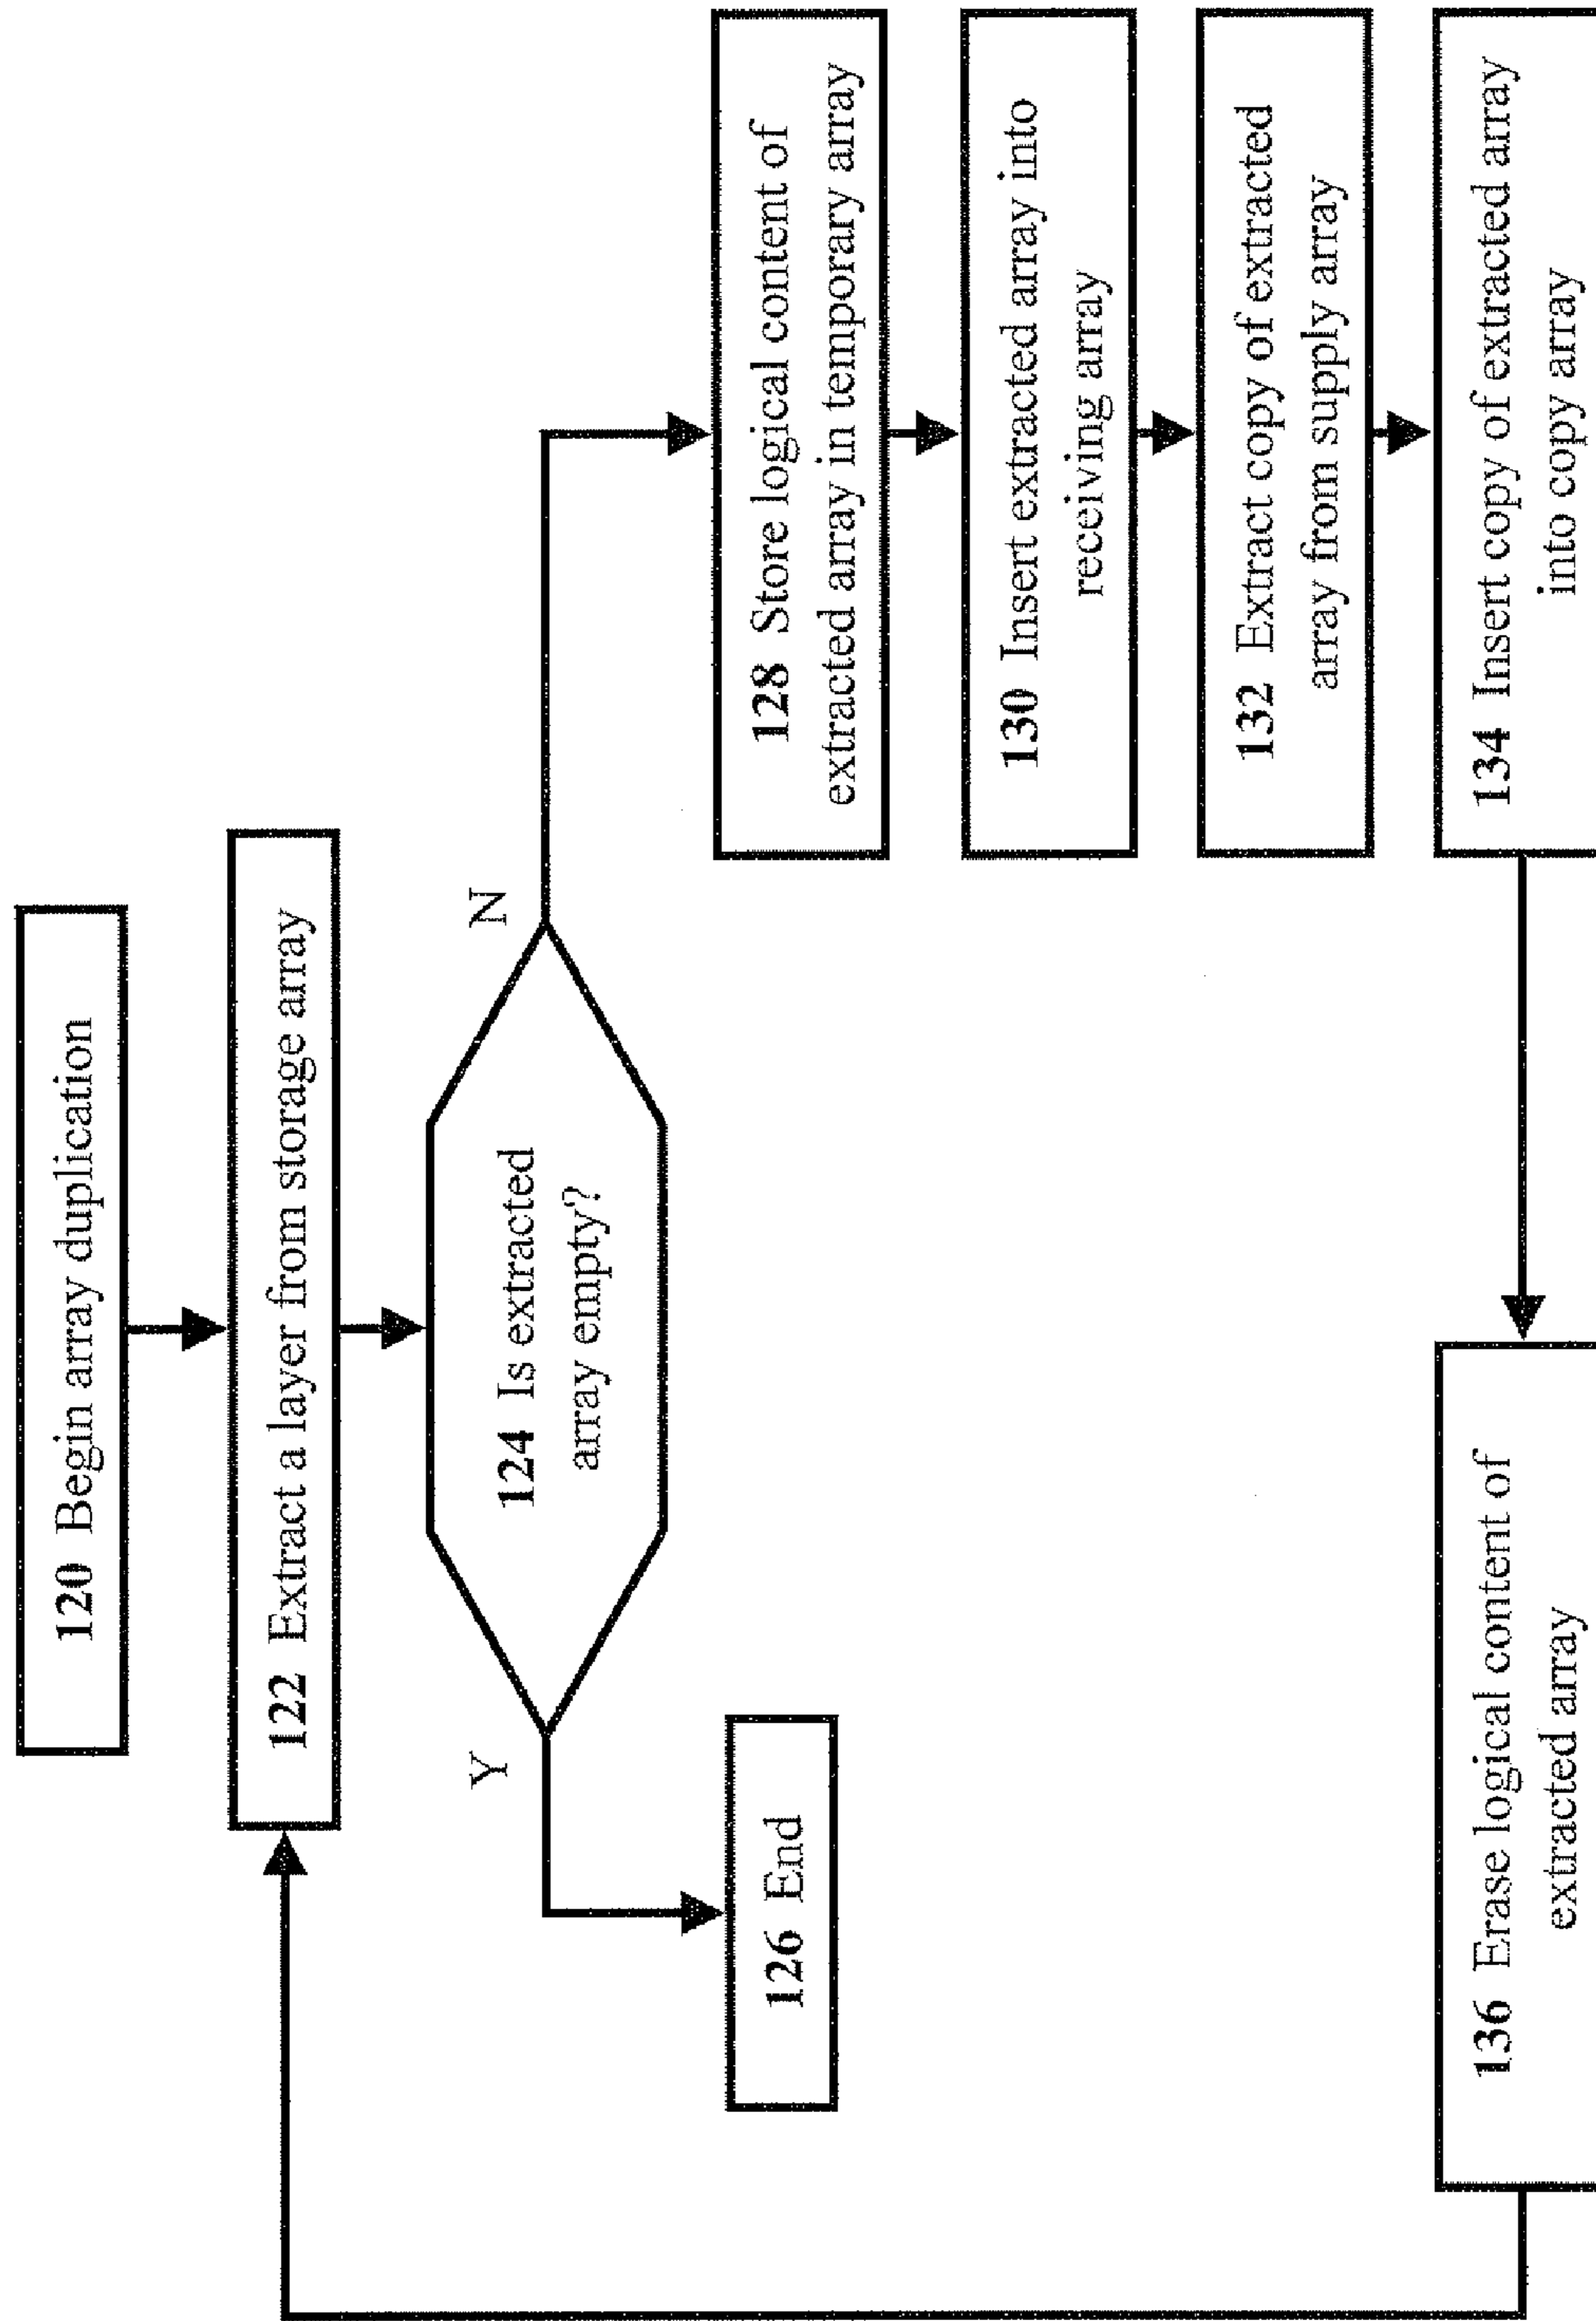 120 Begin array duplication
122 Extract a layer from storage array
124 Is extracted
array empty?
Y
N
126 End
128 Store logical content of
extracted array in temporary array
130 Insert extracted array into
receiving array
132 Extract copy of extracted
array from supply array
134 Insert copy of extracted array
into copy array
136 Erase logical content of
extracted array